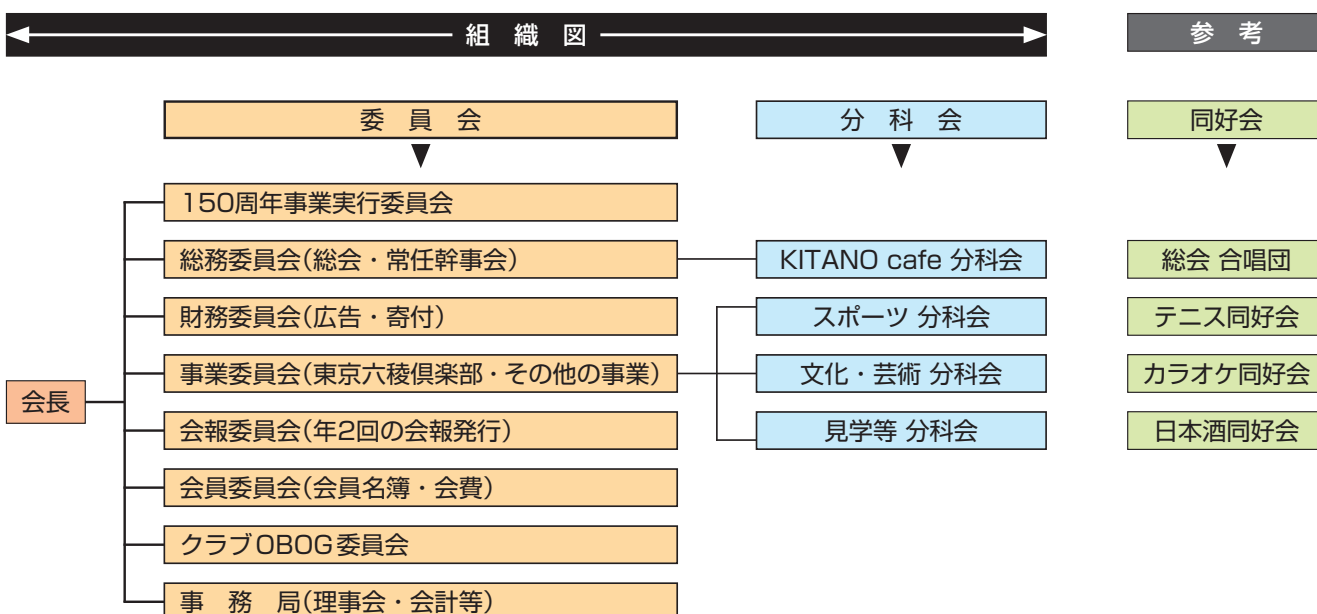 組 織 図
参 考
委 員 会
分 科 会
同好会
会長
150周年事業実行委員会
総務委員会(総会・常任幹事会)
KITANO cafe 分科会
総会 合唱団
財務委員会(広告・寄付)
スポーツ 分科会
テニス同好会
事業委員会(東京六稜倶楽部・その他の事業)
文化・芸術 分科会
カラオケ同好会
会報委員会(年2回の会報発行)
見学等 分科会
日本酒同好会
会員委員会(会員名簿・会費)
クラブOBOG委員会
事 務 局(理事会・会計等)